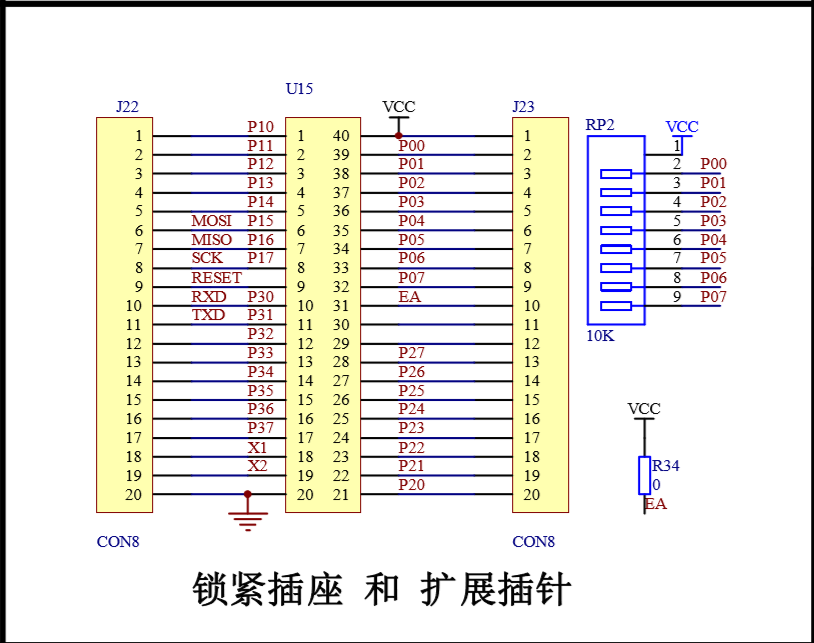 U15
J22 VCC J23
RP2 VCC
1 P10 1 40 1
2 P11 2 39 P00 2 1
3 P12 3 38 P01 3 2 P00
4 P13 4 37 P02 4 3 P01
5 P14 5 36 P03 5 4 P02
6 MOSI P15 6 35 P04 6 5 P03
7 MISO P16 7 34 P05 7 6 P04
8 SCK P17 8 33 P06 8 7 P05
9 RESET 9 32 P07 9 8 P06
10 RXD P30 10 31 EA 10 9 P07
11 TXD P31 11 30 11
12 P32 12 29 12 10K
13 P33 13 28 P27 13
14 P34 14 27 P26 14
15 P35 15 26 P25 15
16 P36 16 25 P24 16 VCC
17 P37 17 24 P23 17
18 X1 18 23 P22 18
19 X2 19 22 P21 19 R34
20 20 21 P20 20 0
EA
CON8 CON8
锁紧插座 和 扩展插针